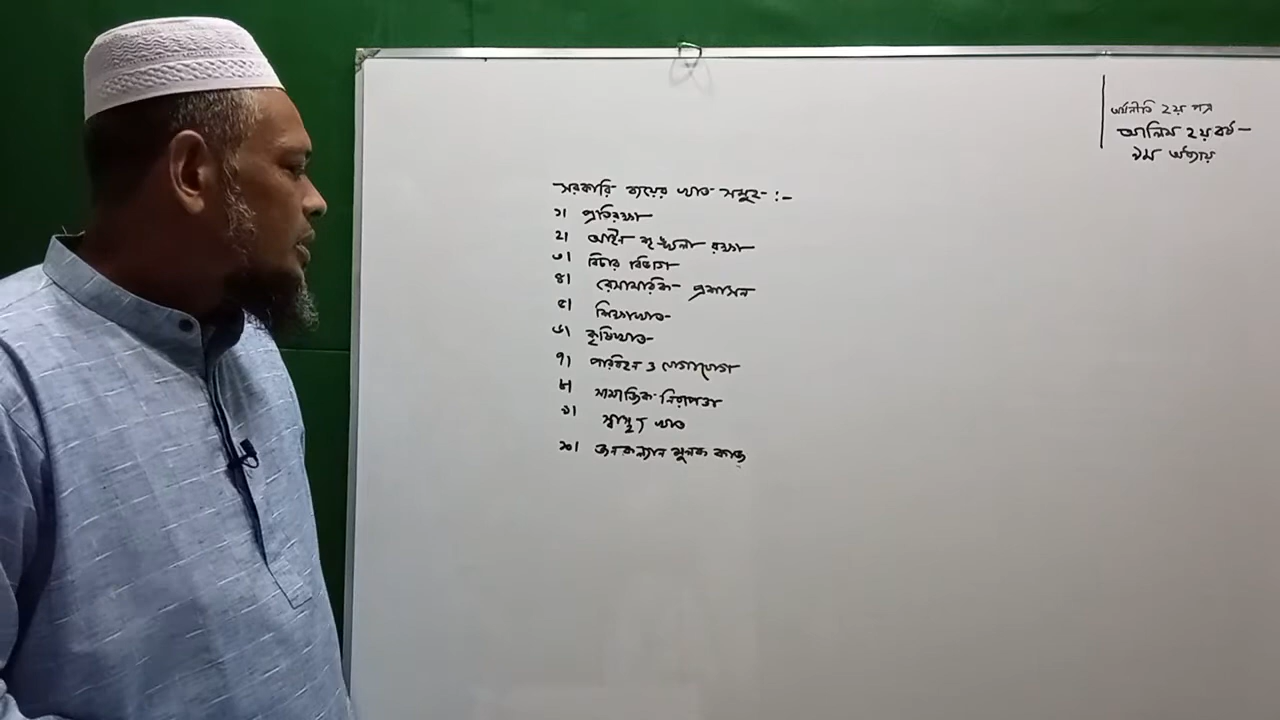 অর্থনীতি ২য় পত্র
আলিম ২য় বর্ষ-
৯ম অধ্যায়
সরকারি ব্যয়ের খাত সমূহ :-
১। প্রতিরক্ষা
২। আইন শৃঙ্খলা রক্ষা
৩। বিচার বিভাগ
৪। বেসামরিক প্রশাসন
৫। শিক্ষাখাত
৬। কৃষিখাত
৭। পরিবহন ও যোগাযোগ
৮। সামাজিক নিরাপত্তা
৯। স্বাস্থ্য খাত
১০। জনকল্যান মূলক কাজ